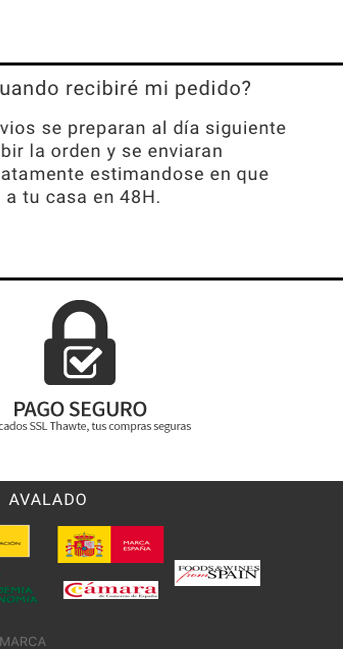 uando recibiré mi pedido?
vios se preparan al día siguiente
bir la orden y se enviaran
atamente estimandose en que
a tu casa en 48H.
PAGO SEGURO
cados SSL Thawte, tus compras seguras
AVALADO
ACIÓN
MARCA
ESPAÑA
FOODS&WINES
from SPAIN
Cámara
de Comercio de España
DEMIA
NOMIA
MARCA